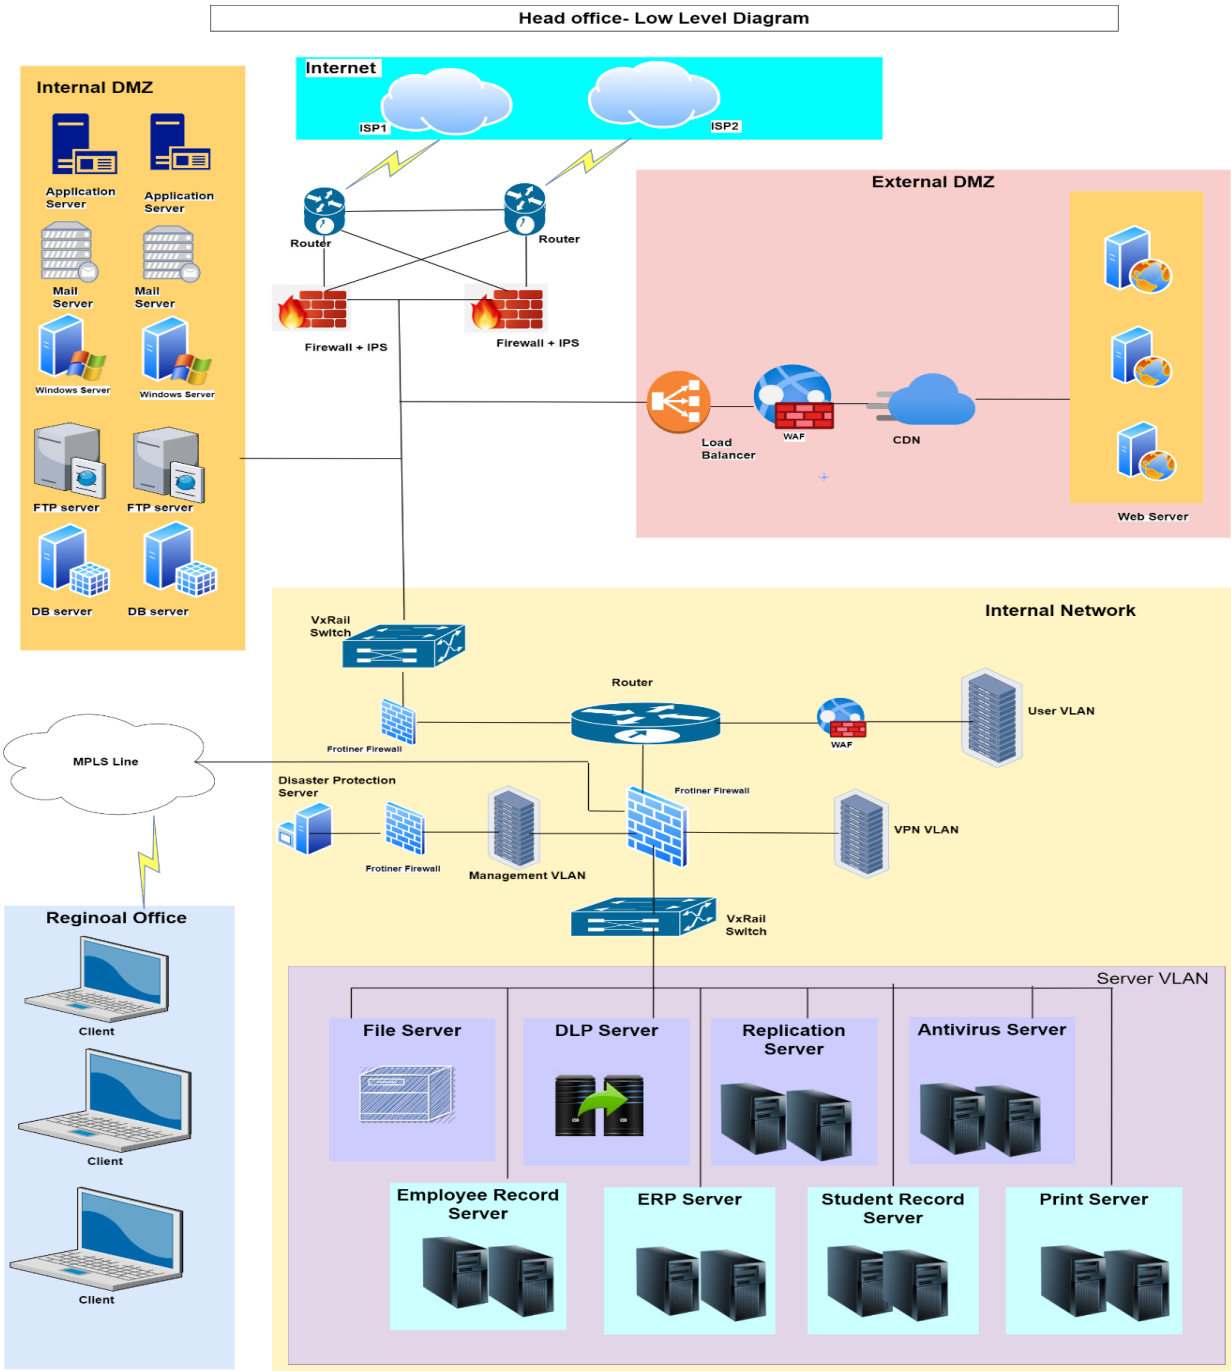 Head office- Low Level Diagram
Internet
ISP1
ISP2
Internal DMZ
Application
Server
Application
Server
Mail
Server
Mail
Server
Windows Server
Windows Server
FTP server
FTP server
DB server
DB server
Router
Router
Firewall + IPS
Firewall + IPS
External DMZ
Load
Balancer
WAF
CDN
Web Server
Internal Network
VxRail
Switch
Router
Frotiner Firewall
WAF
User VLAN
MPLS Line
Disaster Protection
Server
Frotiner Firewall
Frotiner Firewall
Management VLAN
VPN VLAN
VxRail
Switch
Reginoal Office
Client
Client
Client
Server VLAN
File Server
DLP Server
Replication
Server
Antivirus Server
Employee Record
Server
ERP Server
Student Record
Server
Print Server